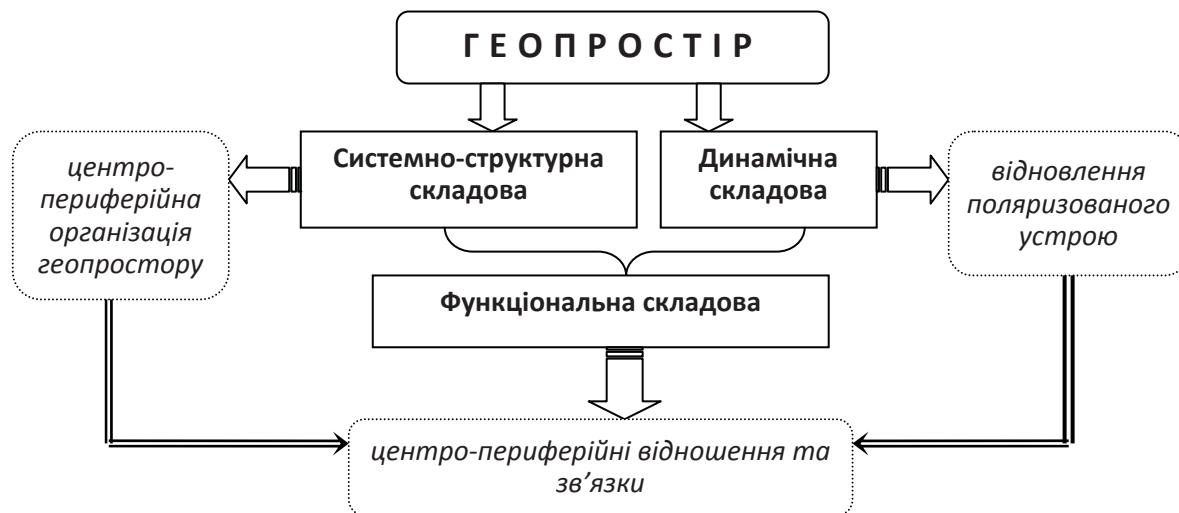 ГЕОПРОСТІР
Системно-структурна
складова
Динамічна
складова
центро-
периферійна
організація
геопростору
відновлення
поляризованого
устрою
Функціональна складова
центро-периферійні відношення та
зв’язки